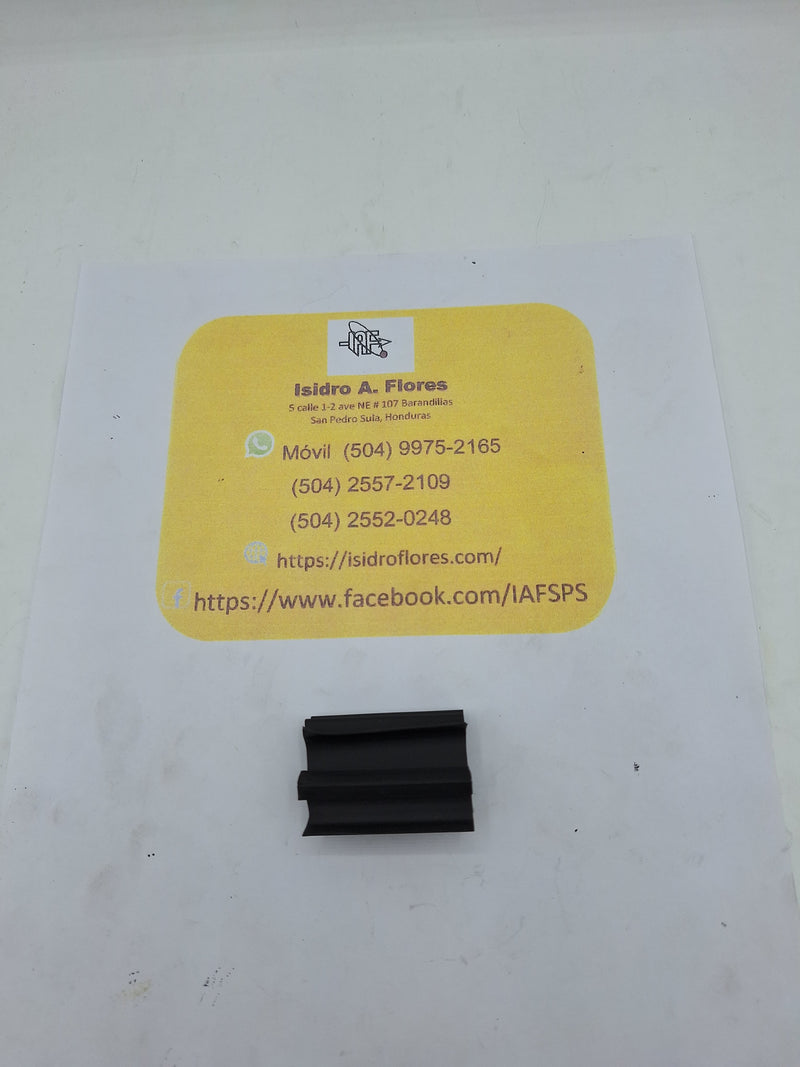 IAF
Isidro A. Flores
5 calle 1-2 ave NE # 107 Barandillas
San Pedro Sula, Honduras
Móvil (504) 9975-2165
(504) 2557-2109
(504) 2552-0248
https://isidroflores.com/
f https://www.facebook.com/IAFSPS